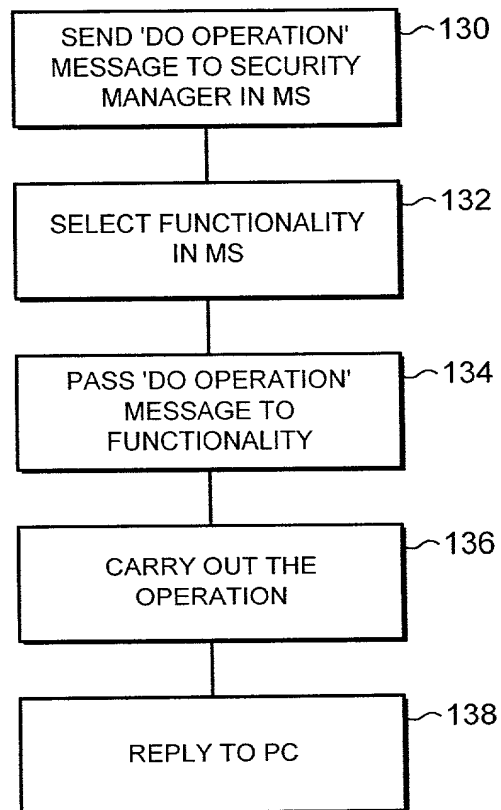 SEND 'DO OPERATION'
MESSAGE TO SECURITY
MANAGER IN MS
130
SELECT FUNCTIONALITY
IN MS
132
PASS 'DO OPERATION'
MESSAGE TO
FUNCTIONALITY
134
CARRY OUT THE
OPERATION
136
REPLY TO PC
138